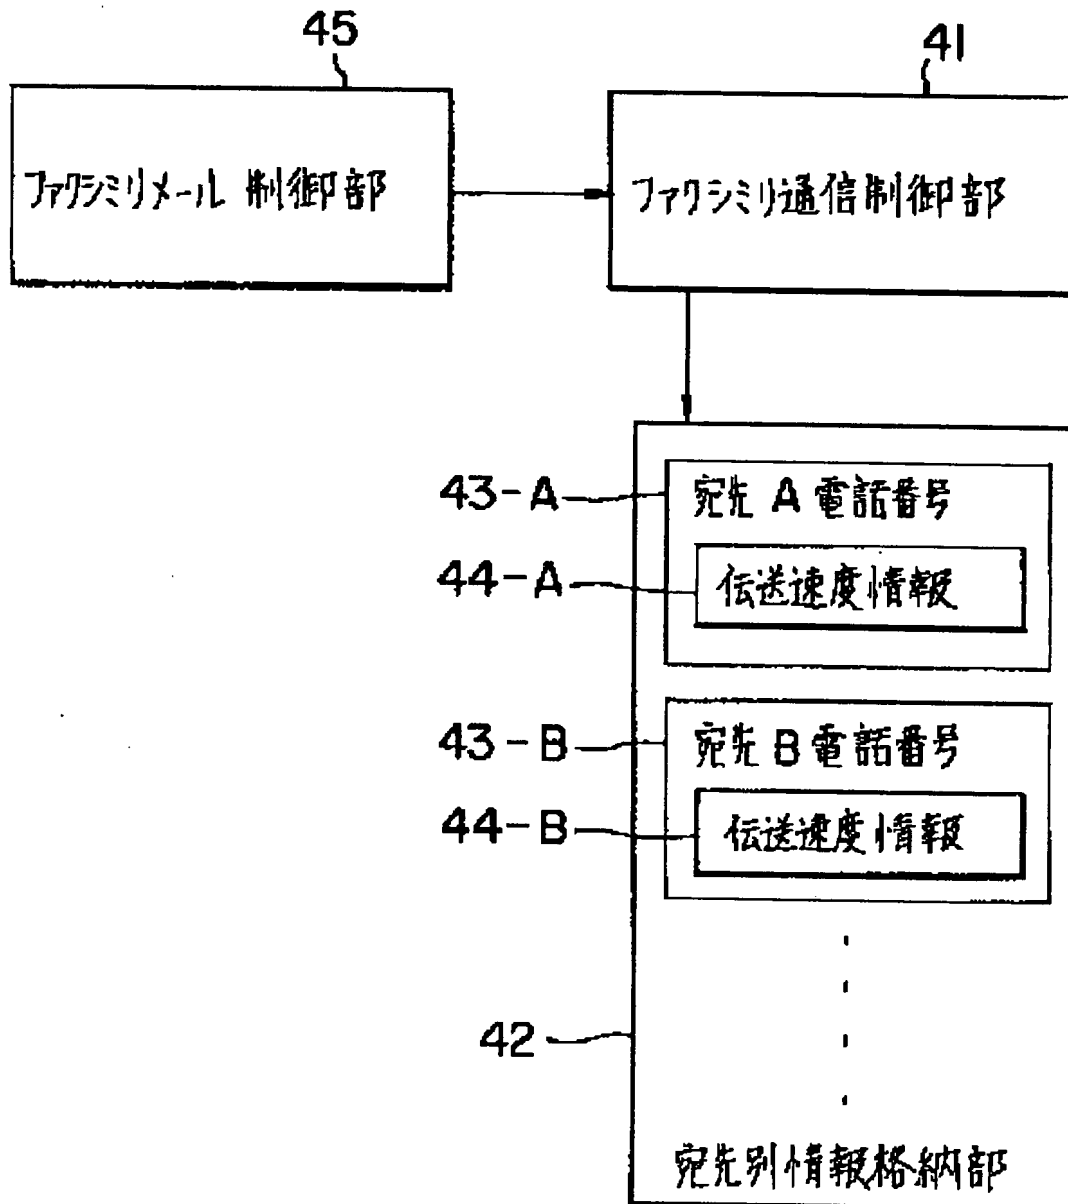 45
41
ファクシミリメール 制御部
ファクシミリ通信制御部
43-A
宛先 A 電話番号
44-A
伝送速度情報
43-B
宛先 B 電話番号
44-B
伝送速度情報
42
宛先別情報格納部